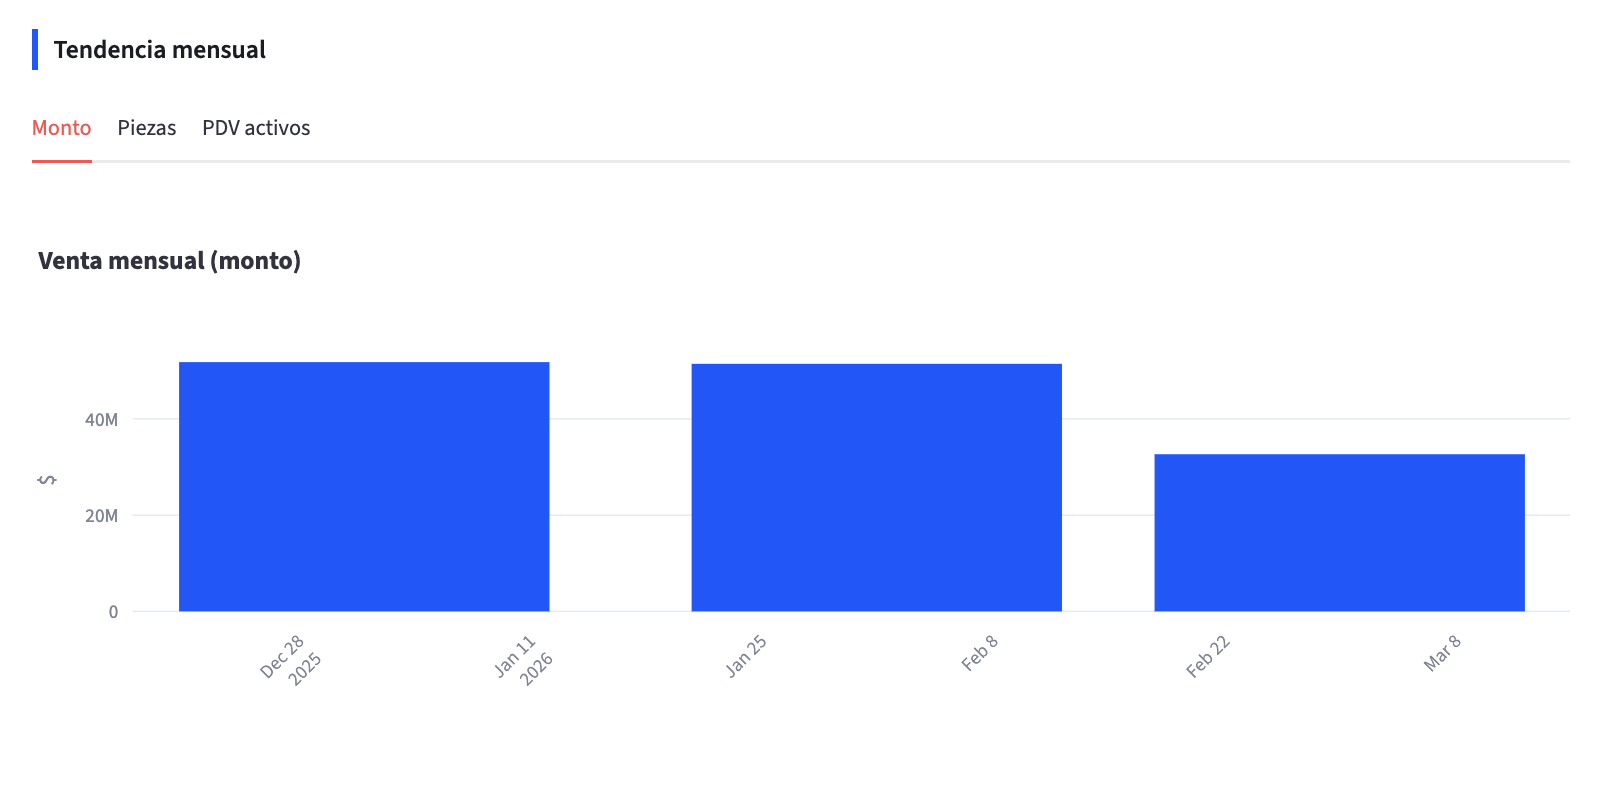 Tendencia mensual
Monto Piezas PDV activos
Venta mensual (monto)
40M
20M
0
$
Dec 28
2025
Jan 11
2026
Jan 25
Feb 8
Feb 22
Mar 8